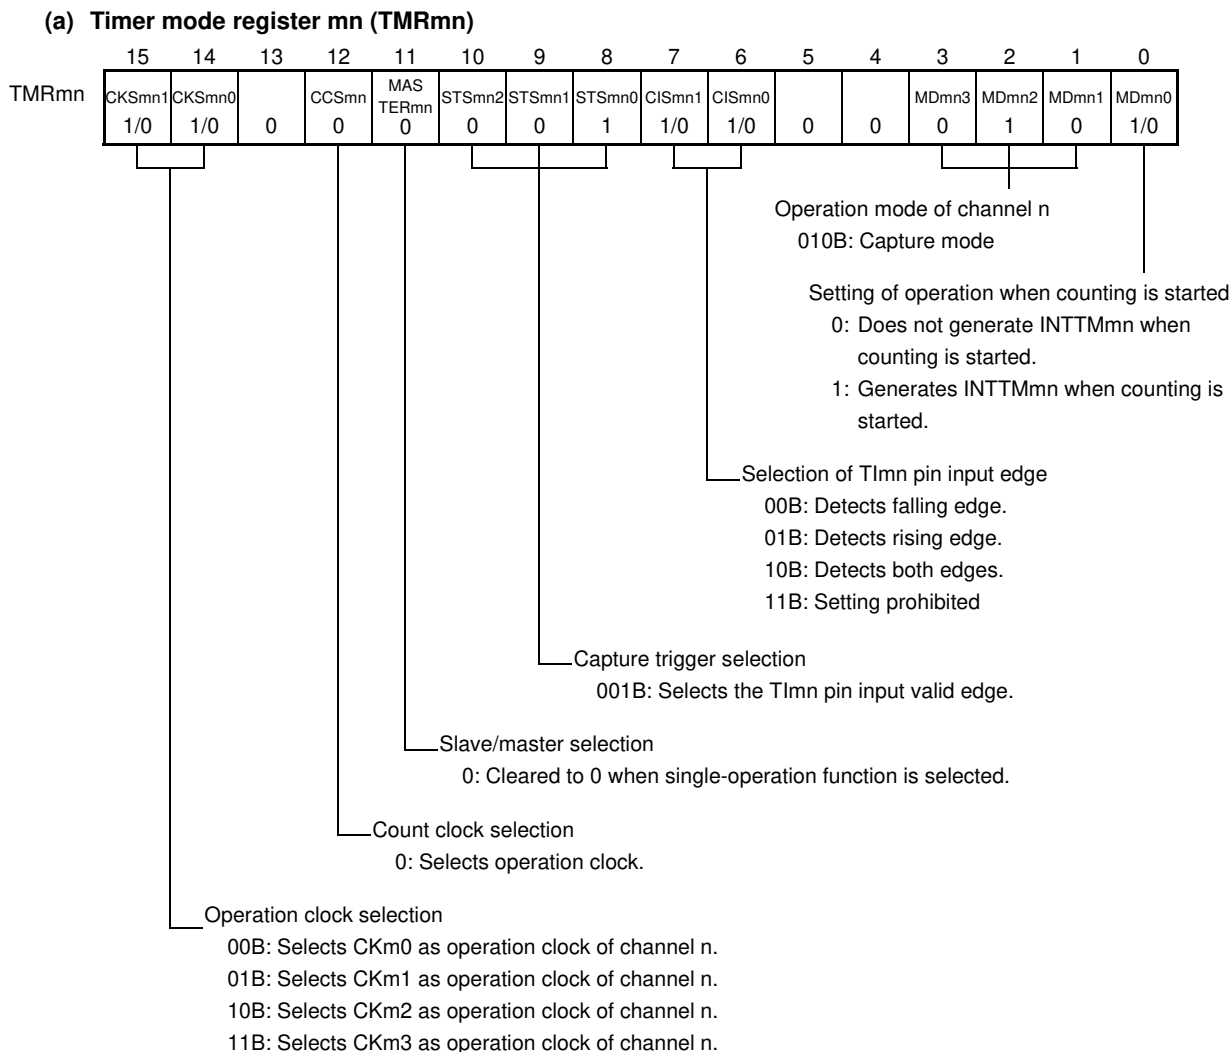 (a) Timer mode register mn (TMRmn)
15 14 13 12 11 10 9 8 7 6 5 4 3 2 1 0
TMRmn CKSmn1 CKSmn0 CCSmn MAS STSmn2 STSmn1 STSmn0 CISmn1 CISmn0 MDmn3 MDmn2 MDmn1 MDmn0
TERmn
1/0 1/0 0 0 0 0 0 1 1/0 1/0 0 0 0 1 0 1/0
Operation mode of channel n
010B: Capture mode
Setting of operation when counting is started
0: Does not generate INTTMmn when
counting is started.
1: Generates INTTMmn when counting is
started.
Selection of TImn pin input edge
00B: Detects falling edge.
01B: Detects rising edge.
10B: Detects both edges.
11B: Setting prohibited
Capture trigger selection
001B: Selects the TImn pin input valid edge.
Slave/master selection
0: Cleared to 0 when single-operation function is selected.
Count clock selection
0: Selects operation clock.
Operation clock selection
00B: Selects CKm0 as operation clock of channel n.
01B: Selects CKm1 as operation clock of channel n.
10B: Selects CKm2 as operation clock of channel n.
11B: Selects CKm3 as operation clock of channel n.